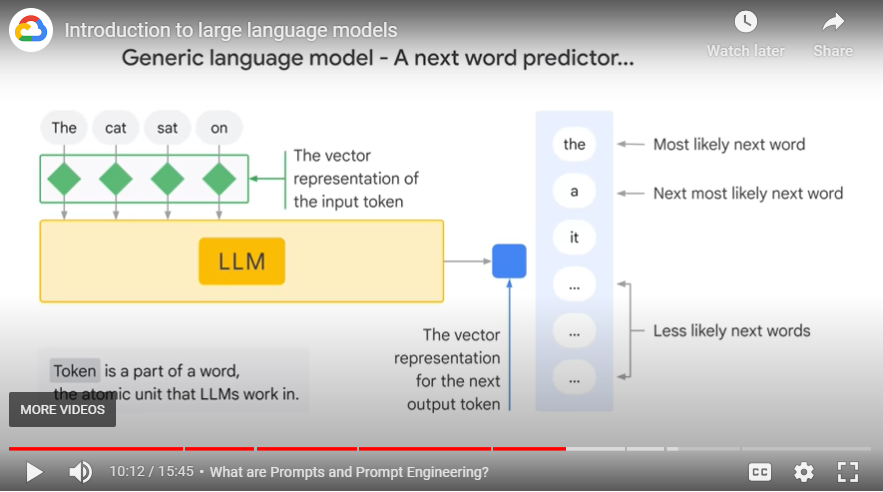 Introduction to large language models
Watch later
Share
Generic language model - A next word predictor...
The
cat
sat
on
The vector
representation of
the input token
LLM
the
a
it
...
...
...
Most likely next word
Next most likely next word
Less likely next words
The vector
representation
for the next
output token
Token is a part of a word,
the atomic unit that LLMs work in.
MORE VIDEOS
10:12 / 15:45 • What are Prompts and Prompt Engineering?
CC